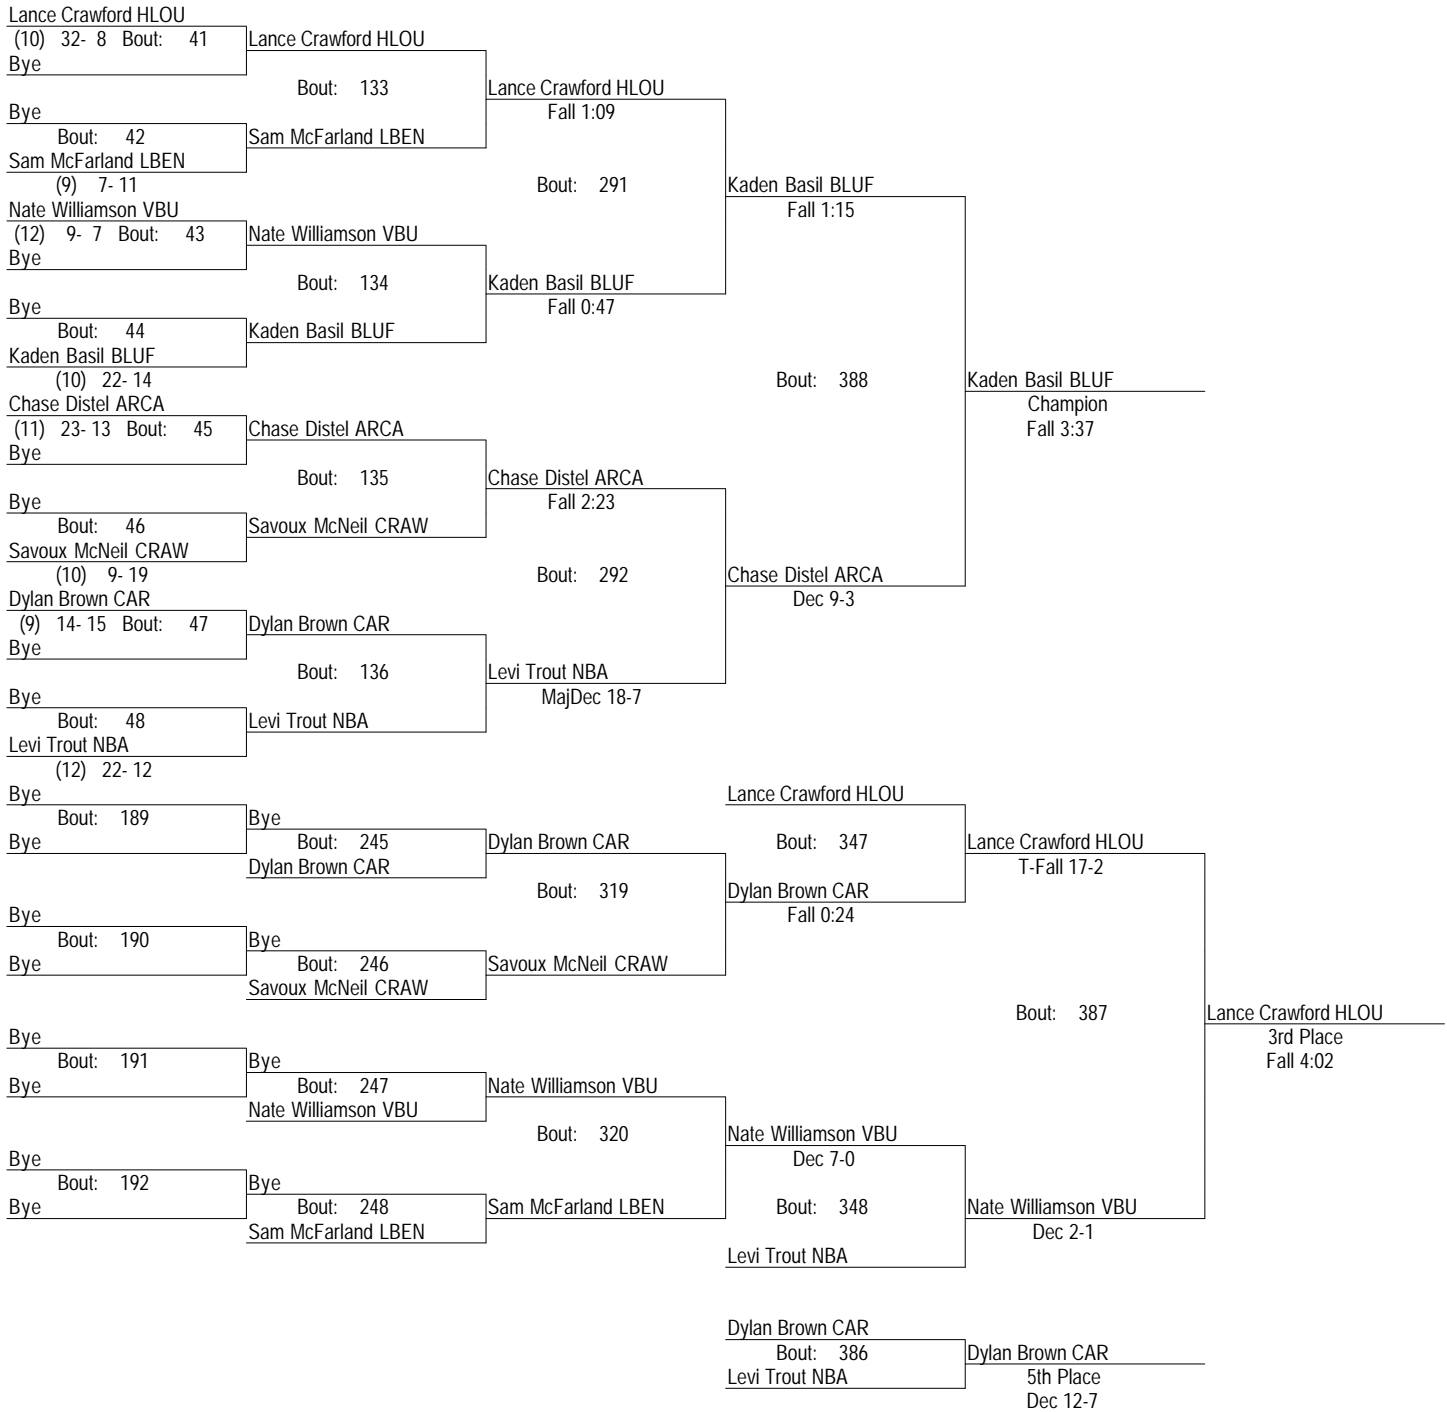 Lance Crawford HLOU
(10) 32- 8 Bout: 41 Lance Crawford HLOU
Bye
Bout: 133 Lance Crawford HLOU
Bye Fall 1:09
Bout: 42 Sam McFarland LBEN
Sam McFarland LBEN
(9) 7- 11 Bout: 291 Kaden Basil BLUF
Nate Williamson VBU Fall 1:15
(12) 9- 7 Bout: 43 Nate Williamson VBU
Bye
Bout: 134 Kaden Basil BLUF
Bye Fall 0:47
Bout: 44 Kaden Basil BLUF
Kaden Basil BLUF
(10) 22- 14 Bout: 388 Kaden Basil BLUF
Chase Distel ARCA Champion
(11) 23- 13 Bout: 45 Chase Distel ARCA Fall 3:37
Bye
Bout: 135 Chase Distel ARCA
Bye Fall 2:23
Bout: 46 Savoux McNeil CRAW
Savoux McNeil CRAW
(10) 9- 19 Bout: 292 Chase Distel ARCA
Dylan Brown CAR Dec 9-3
(9) 14- 15 Bout: 47 Dylan Brown CAR
Bye
Bout: 136 Levi Trout NBA
Bye MajDec 18-7
Bout: 48 Levi Trout NBA
Levi Trout NBA
(12) 22- 12
Bye Lance Crawford HLOU
Bout: 189 Bye
Bye Bout: 245 Dylan Brown CAR Bout: 347 Lance Crawford HLOU
Dylan Brown CAR T-Fall 17-2
Bout: 319 Dylan Brown CAR
Bye Fall 0:24
Bout: 190 Bye
Bye Bout: 246 Savoux McNeil CRAW
Savoux McNeil CRAW
Bout: 387 Lance Crawford HLOU
Bye 3rd Place
Bout: 191 Bye Fall 4:02
Bye Bout: 247 Nate Williamson VBU
Nate Williamson VBU
Bout: 320 Nate Williamson VBU
Bye Dec 7-0
Bout: 192 Bye
Bye Bout: 248 Sam McFarland LBEN Bout: 348 Nate Williamson VBU
Sam McFarland LBEN Dec 2-1
Levi Trout NBA
Dylan Brown CAR
Bout: 386 Dylan Brown CAR
Levi Trout NBA 5th Place
Dec 12-7